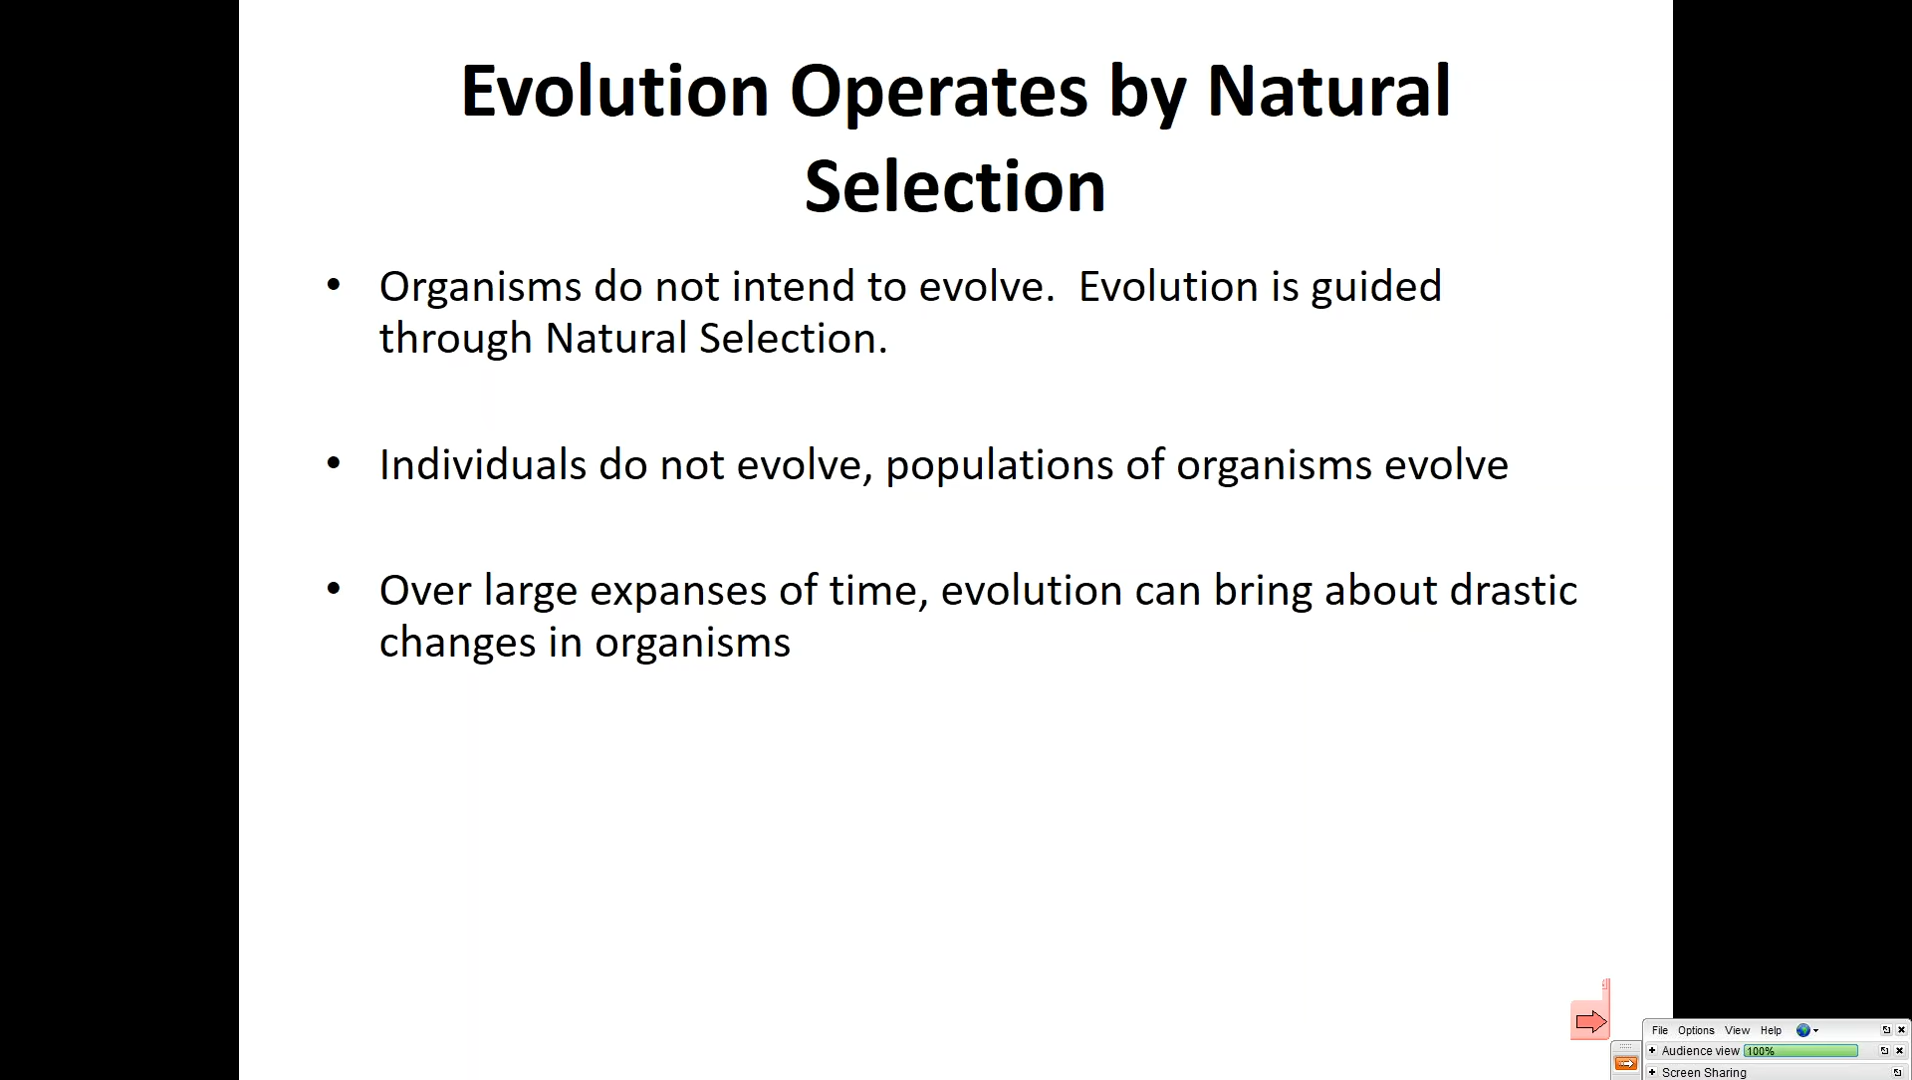 Evolution Operates by Natural
Selection
• Organisms do not intend to evolve.  Evolution is guided
through Natural Selection.
• Individuals do not evolve, populations of organisms evolve
• Over large expanses of time, evolution can bring about drastic
changes in organisms
File Options View Help
Audience view 100%
Screen Sharing